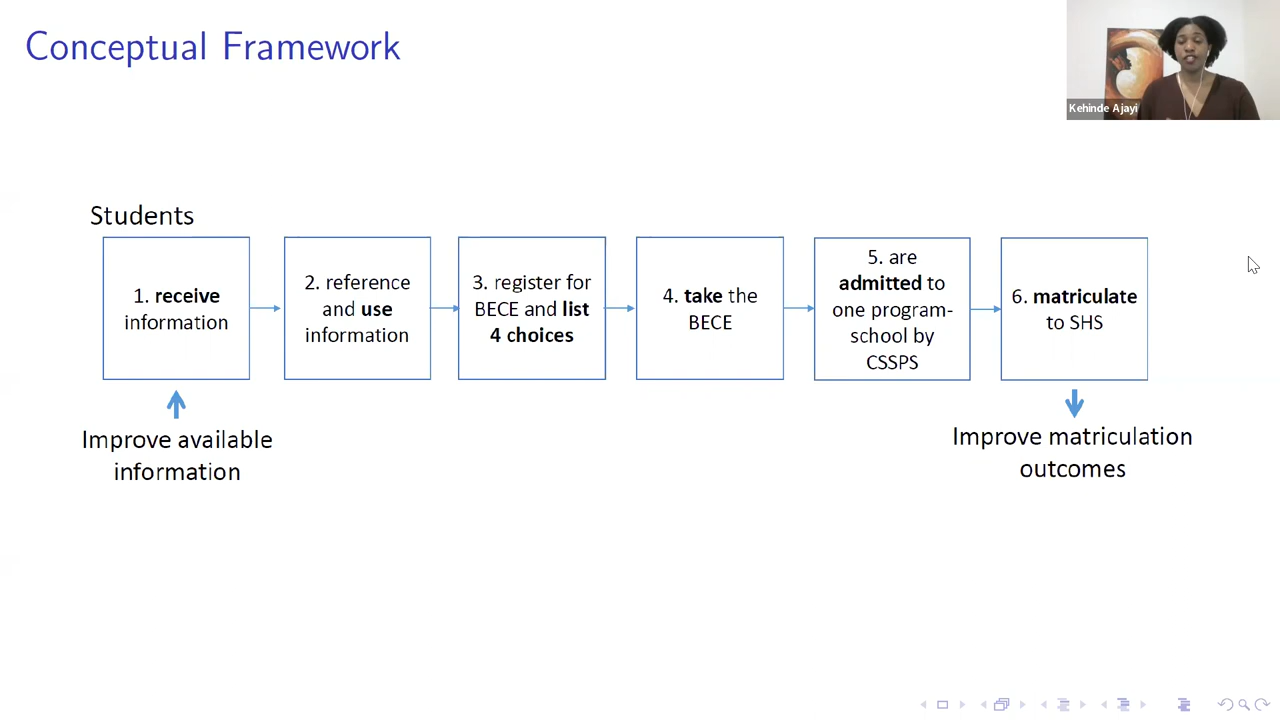 Conceptual Framework
Kehinde Ajayi
Students
1. receive
information
2. reference
and use
information
3. register for
BECE and list
4 choices
4. take the
BECE
5. are
admitted to
one program-
school by
CSSPS
6. matriculate
to SHS
Improve available
information
Improve matriculation
outcomes